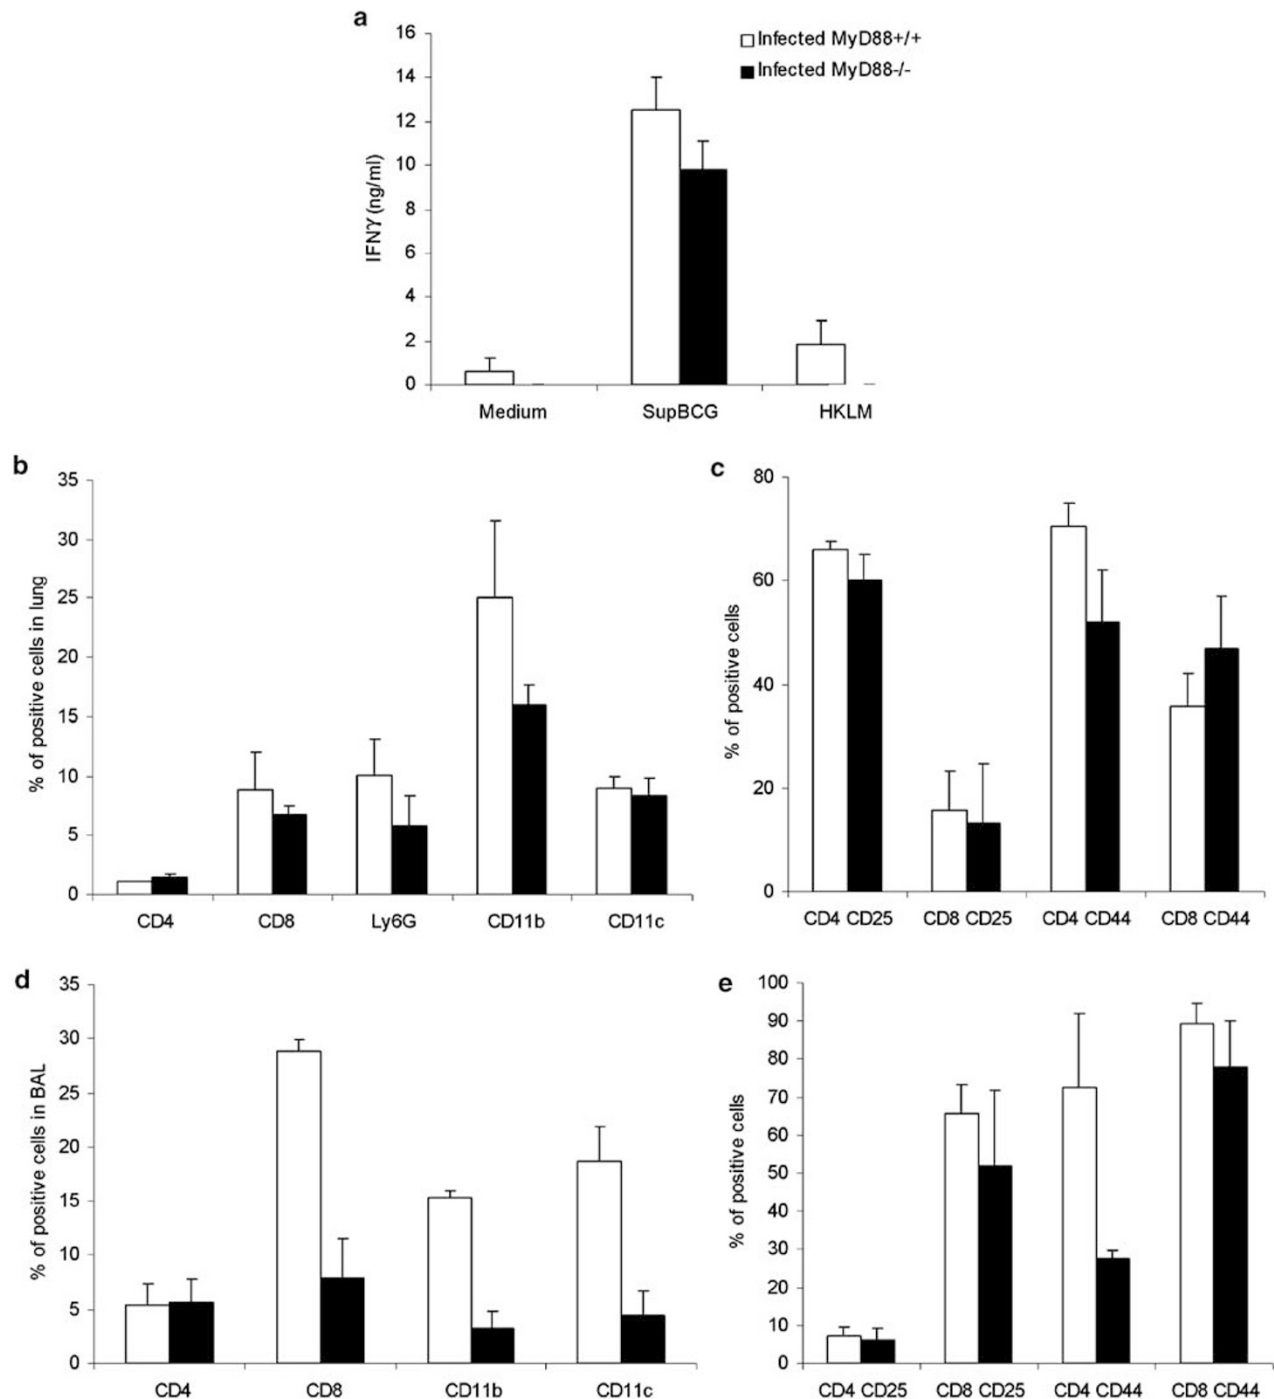 a
16
14
12
10
8
6
4
2
0
IFNγ (ng/ml)
Infected MyD88+/+
Infected MyD88-/-
Medium SupBCG HKLM
b
35
30
25
20
15
10
5
0
% of positive cells in lung
CD4 CD8 Ly6G CD11b CD11c
c
80
60
40
20
0
% of positive cells
CD4 CD25 CD8 CD25 CD4 CD44 CD8 CD44
d
35
30
25
20
15
10
5
0
% of positive cells in BAL
CD4 CD8 CD11b CD11c
e
100
90
80
70
60
50
40
30
20
10
0
% of positive cells
CD4 CD25 CD8 CD25 CD4 CD44 CD8 CD44